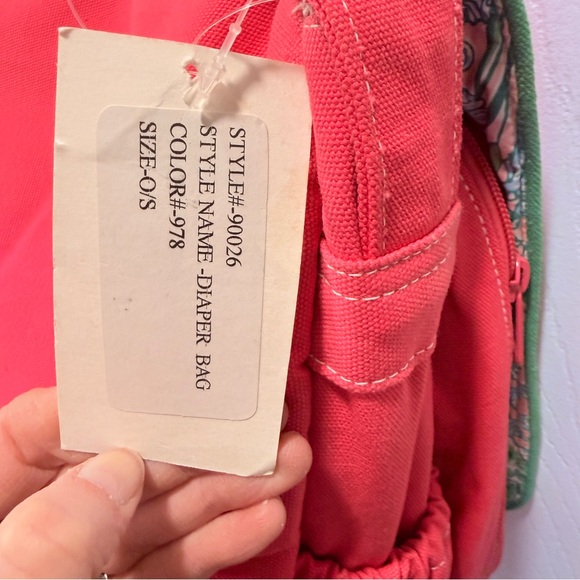 STYLE#-90026
STYLE NAME -DIAPER BAG
COLOR#-978
SIZE-O/S